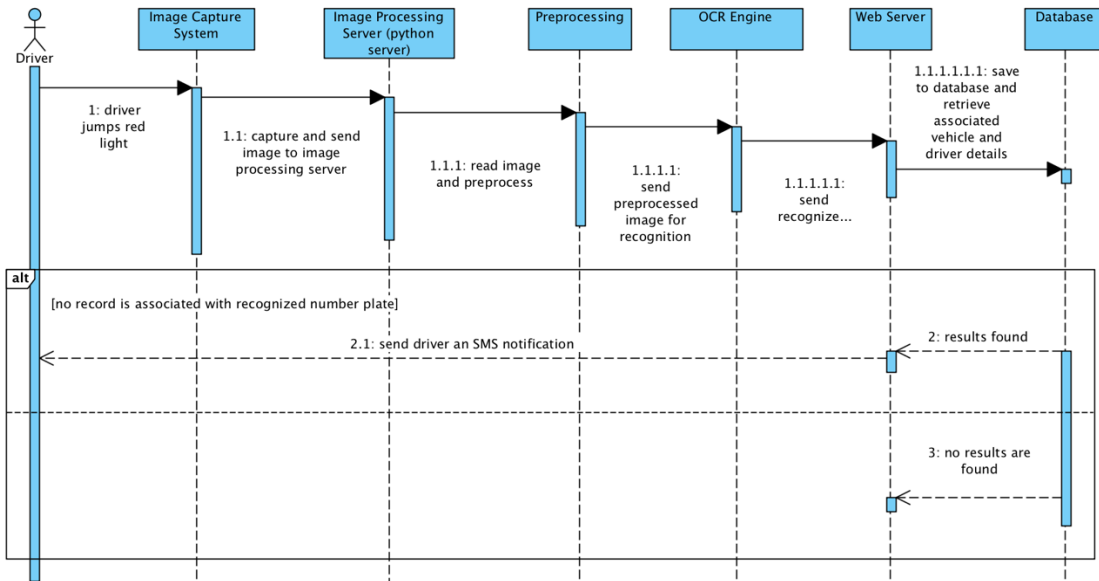 Image Capture
System
Image Processing
Server (python
server)
Preprocessing
OCR Engine
Web Server
Database
Driver
1: driver
jumps red
light
1.1: capture and send
image to image
processing server
1.1.1: read image
and preprocess
1.1.1.1:
send
preprocessed
image for
recognition
1.1.1.1.1:
send
recognize...
1.1.1.1.1.1: save
to database and
retrieve
associated
vehicle and
driver details
alt
[no record is associated with recognized number plate]
2.1: send driver an SMS notification
2: results found
3: no results are
found